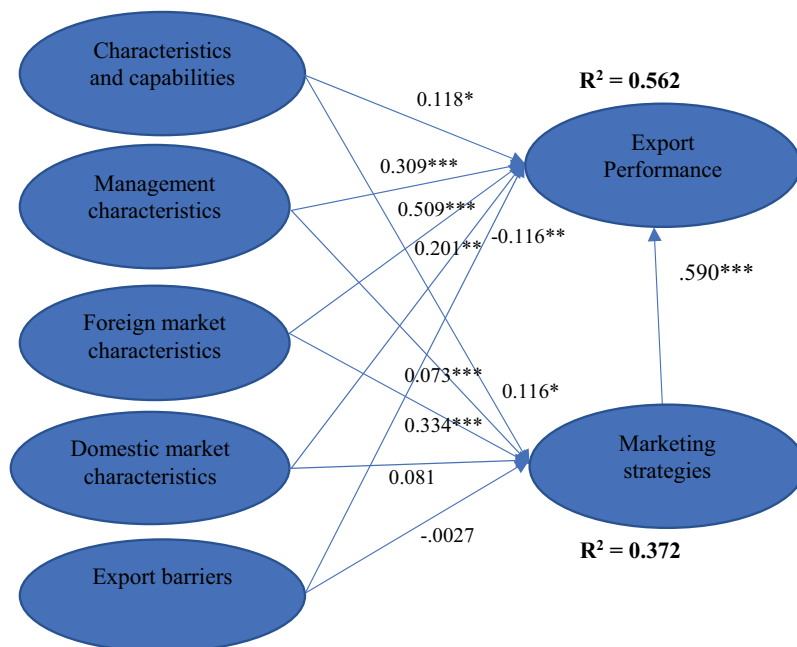 Characteristics
and capabilities
R² = 0.562
0.118*
Export
Performance
Management
characteristics
0.309***
0.509***
0.201**
-0.116**
.590***
Foreign market
characteristics
0.073***
0.116*
0.334***
Domestic market
characteristics
0.081
Marketing
strategies
-.0027
R² = 0.372
Export barriers